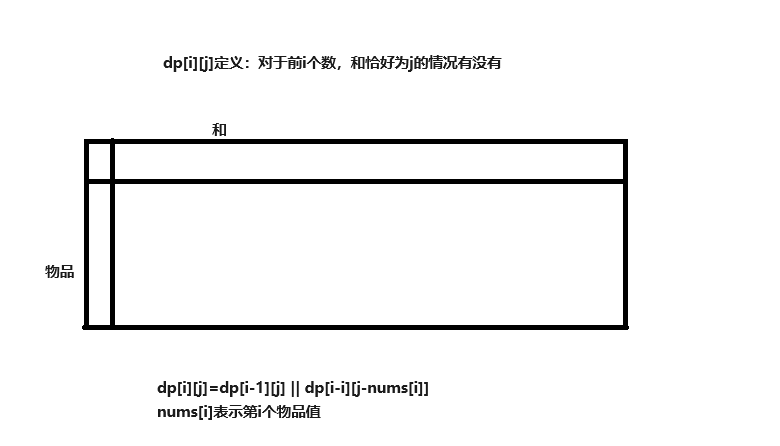 dp[i][j]定义：对于前i个数，和恰好为j的情况有没有
和
物品
dp[i][j]=dp[i-1][j] || dp[i-i][j-nums[i]]
nums[i]表示第i个物品值